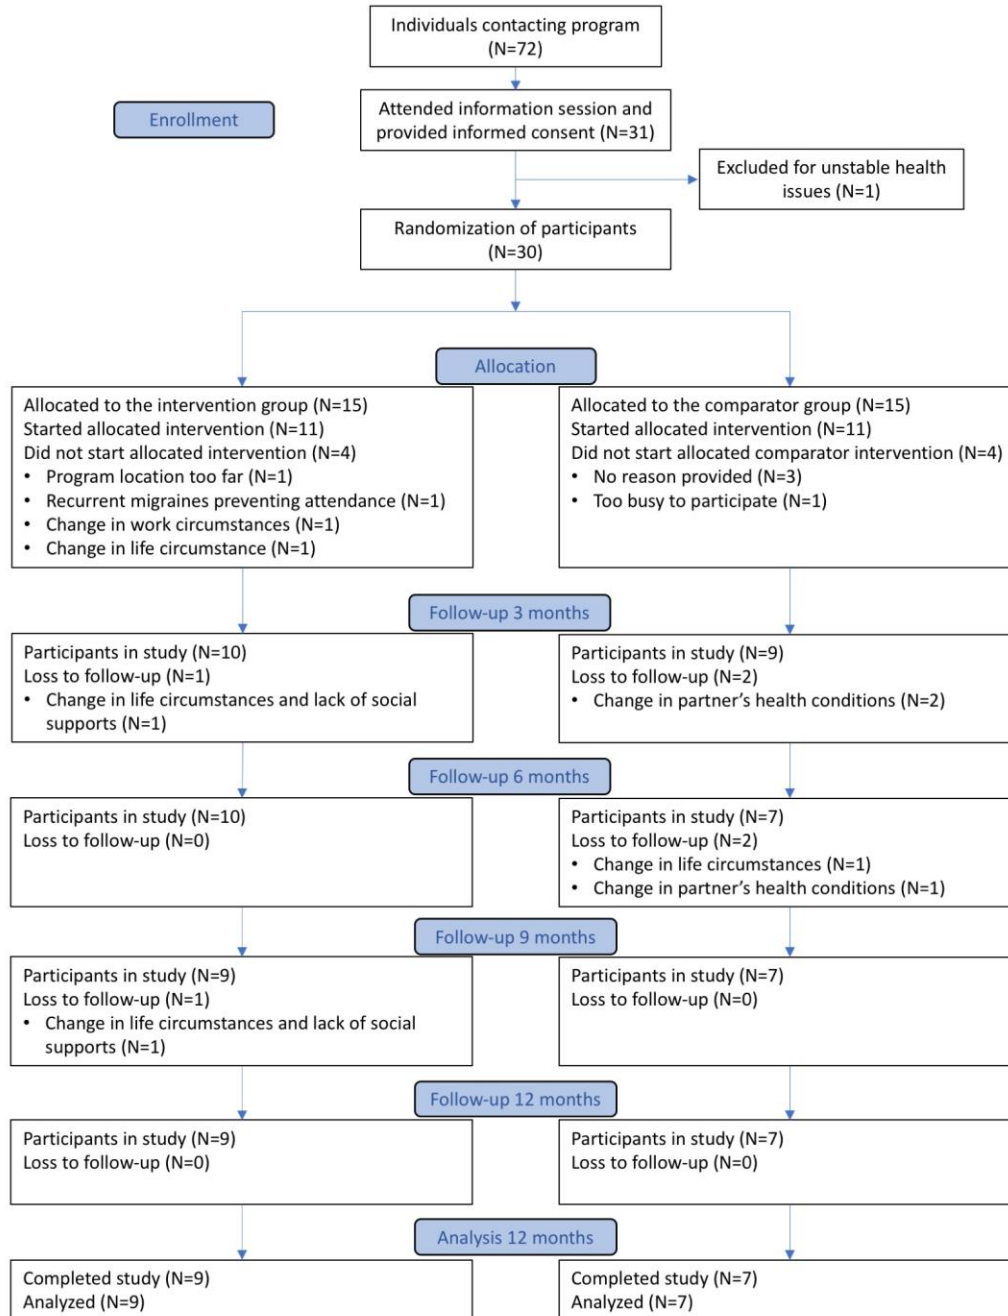 Individuals contacting program
(N=72)
Enrollment
Attended information session and
provided informed consent (N=31)
Excluded for unstable health
issues (N=1)
Randomization of participants
(N=30)
Allocation
Allocated to the intervention group (N=15)
Started allocated intervention (N=11)
Did not start allocated intervention (N=4)
• Program location too far (N=1)
• Recurrent migraines preventing attendance (N=1)
• Change in work circumstances (N=1)
• Change in life circumstance (N=1)
Allocated to the comparator group (N=15)
Started allocated intervention (N=11)
Did not start allocated comparator intervention (N=4)
• No reason provided (N=3)
• Too busy to participate (N=1)
Follow-up 3 months
Participants in study (N=10)
Loss to follow-up (N=1)
• Change in life circumstances and lack of social
supports (N=1)
Participants in study (N=9)
Loss to follow-up (N=2)
• Change in partner’s health conditions (N=2)
Follow-up 6 months
Participants in study (N=10)
Loss to follow-up (N=0)
Participants in study (N=7)
Loss to follow-up (N=2)
• Change in life circumstances (N=1)
• Change in partner’s health conditions (N=1)
Follow-up 9 months
Participants in study (N=9)
Loss to follow-up (N=1)
• Change in life circumstances and lack of social
supports (N=1)
Participants in study (N=7)
Loss to follow-up (N=0)
Follow-up 12 months
Participants in study (N=9)
Loss to follow-up (N=0)
Participants in study (N=7)
Loss to follow-up (N=0)
Analysis 12 months
Completed study (N=9)
Analyzed (N=9)
Completed study (N=7)
Analyzed (N=7)